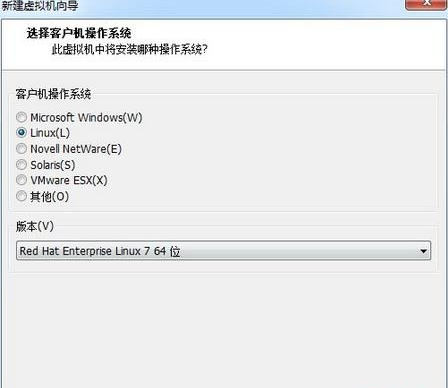 新建虚拟机向导
选择客户机操作系统
此虚拟机中将安装哪种操作系统?
客户机操作系统
Microsoft Windows(W)
Linux(L)
Novell NetWare(E)
Solaris(S)
VMware ESX(X)
其他(O)
版本(V)
Red Hat Enterprise Linux 7 64 位